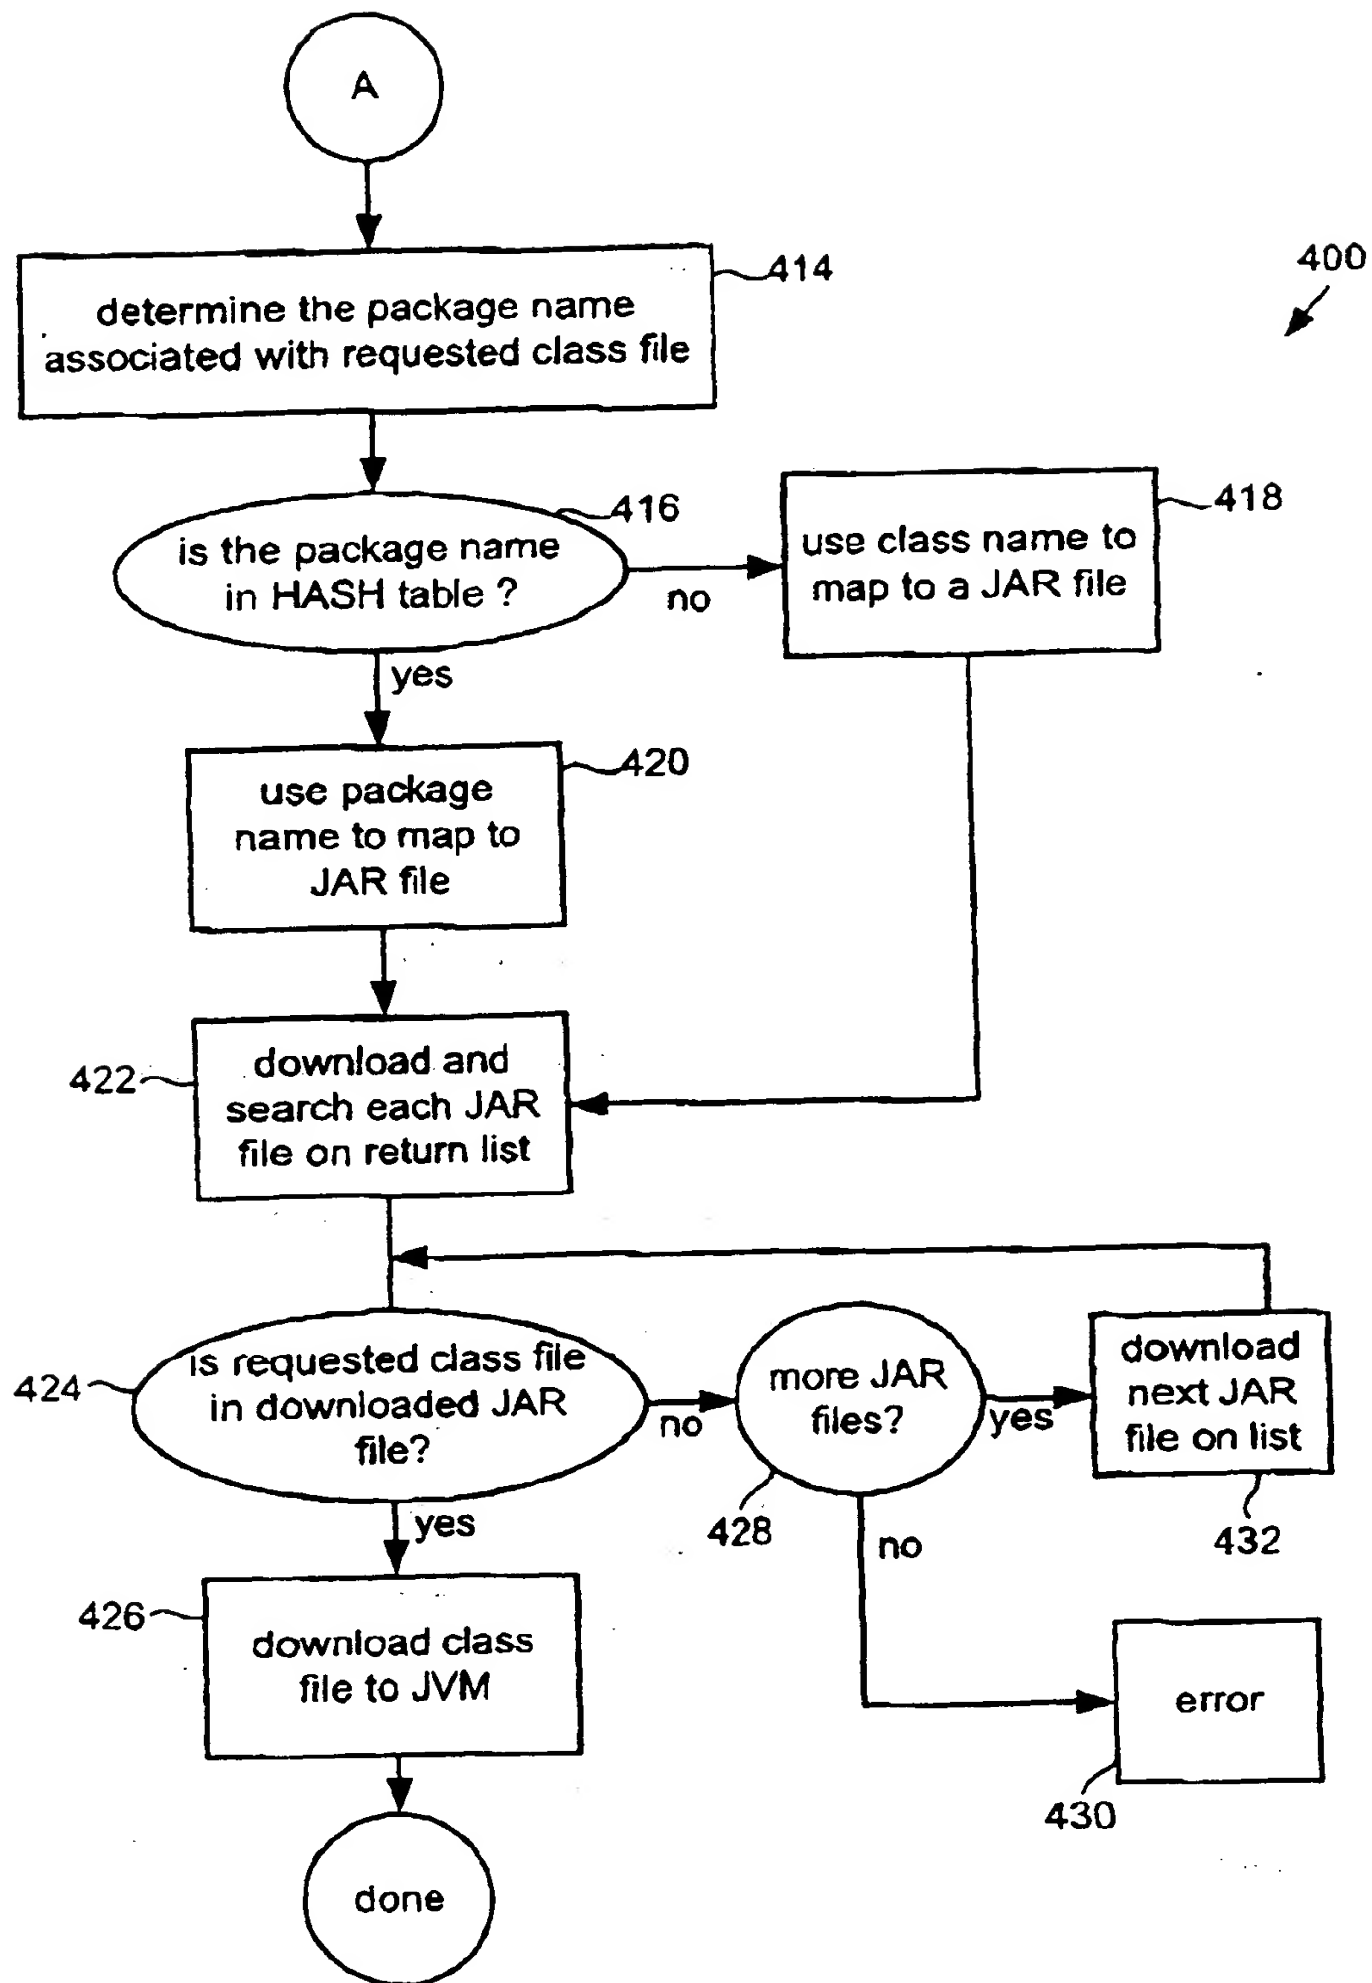 A
414
400
determine the package name
associated with requested class file
416
is the package name
in HASH table ?
no
418
use class name to
map to a JAR file
yes
420
use package
name to map to
JAR file
422
download and
search each JAR
file on return list
424
is requested class file
in downloaded JAR
file?
no
more JAR
files?
yes
download
next JAR
file on list
428
432
yes
no
426
download class
file to JVM
error
430
done